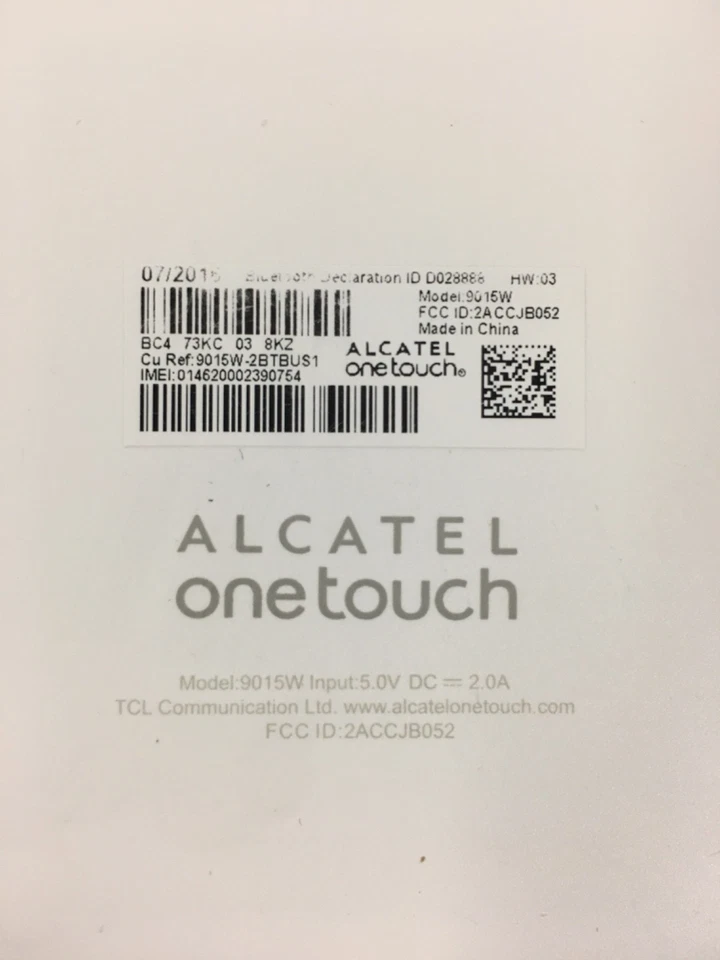 07/2015 Bluetooth Declaration ID D028888 HW:03
Model:9015W
FCC ID:2ACCJB052
Made in China
BC4 73KC 03 8KZ
Cu Ref:9015W-2BTBUS1
IMEI:014620002390754
ALCATEL
onetouch®
ALCATEL
onetouch
Model:9015W Input:5.0V DC ⎓ 2.0A
TCL Communication Ltd. www.alcatelonetouch.com
FCC ID:2ACCJB052